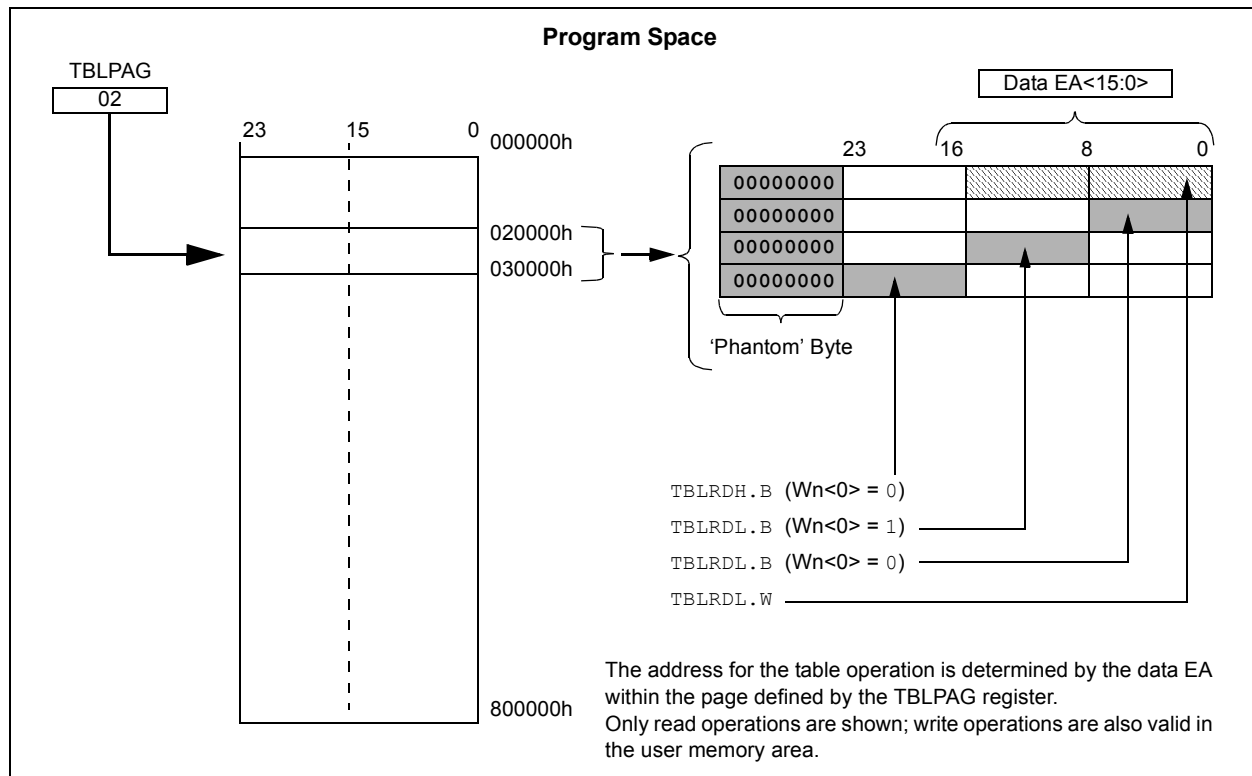 Program Space
TBLPAG
02
Data EA<15:0>
23 15 0
000000h
23 16 8 0
00000000
00000000
00000000
00000000
020000h
030000h
‘Phantom’ Byte
TBLRDH.B (Wn<0> = 0)
TBLRDL.B (Wn<0> = 1)
TBLRDL.B (Wn<0> = 0)
TBLRDL.W
800000h
The address for the table operation is determined by the data EA
within the page defined by the TBLPAG register.
Only read operations are shown; write operations are also valid in
the user memory area.